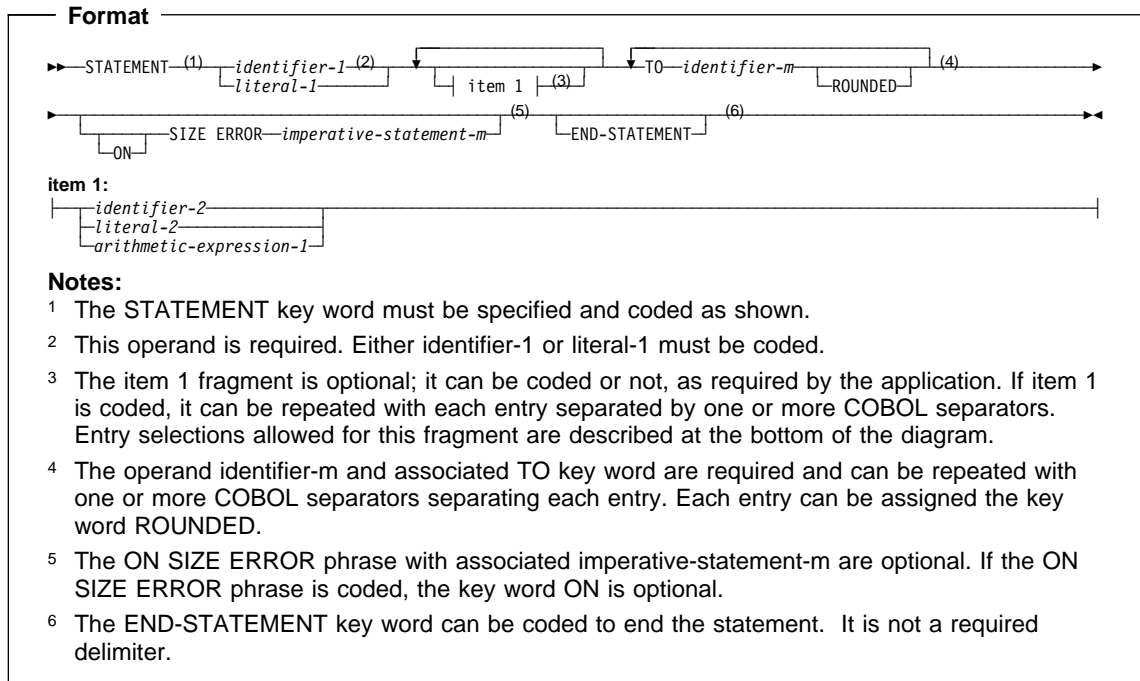 Format
STATEMENT (1) identifier-1 (2) item 1 (3) TO identifier-m (4)
literal-1 ROUNDED
(5) (6)
SIZE ERROR imperative-statement-m END-STATEMENT
ON
item 1:
identifier-2
literal-2
arithmetic-expression-1
Notes:
1 The STATEMENT key word must be specified and coded as shown.
2 This operand is required. Either identifier-1 or literal-1 must be coded.
3 The item 1 fragment is optional; it can be coded or not, as required by the application. If item 1
is coded, it can be repeated with each entry separated by one or more COBOL separators.
Entry selections allowed for this fragment are described at the bottom of the diagram.
4 The operand identifier-m and associated TO key word are required and can be repeated with
one or more COBOL separators separating each entry. Each entry can be assigned the key
word ROUNDED.
5 The ON SIZE ERROR phrase with associated imperative-statement-m are optional. If the ON
SIZE ERROR phrase is coded, the key word ON is optional.
6 The END-STATEMENT key word can be coded to end the statement. It is not a required
delimiter.